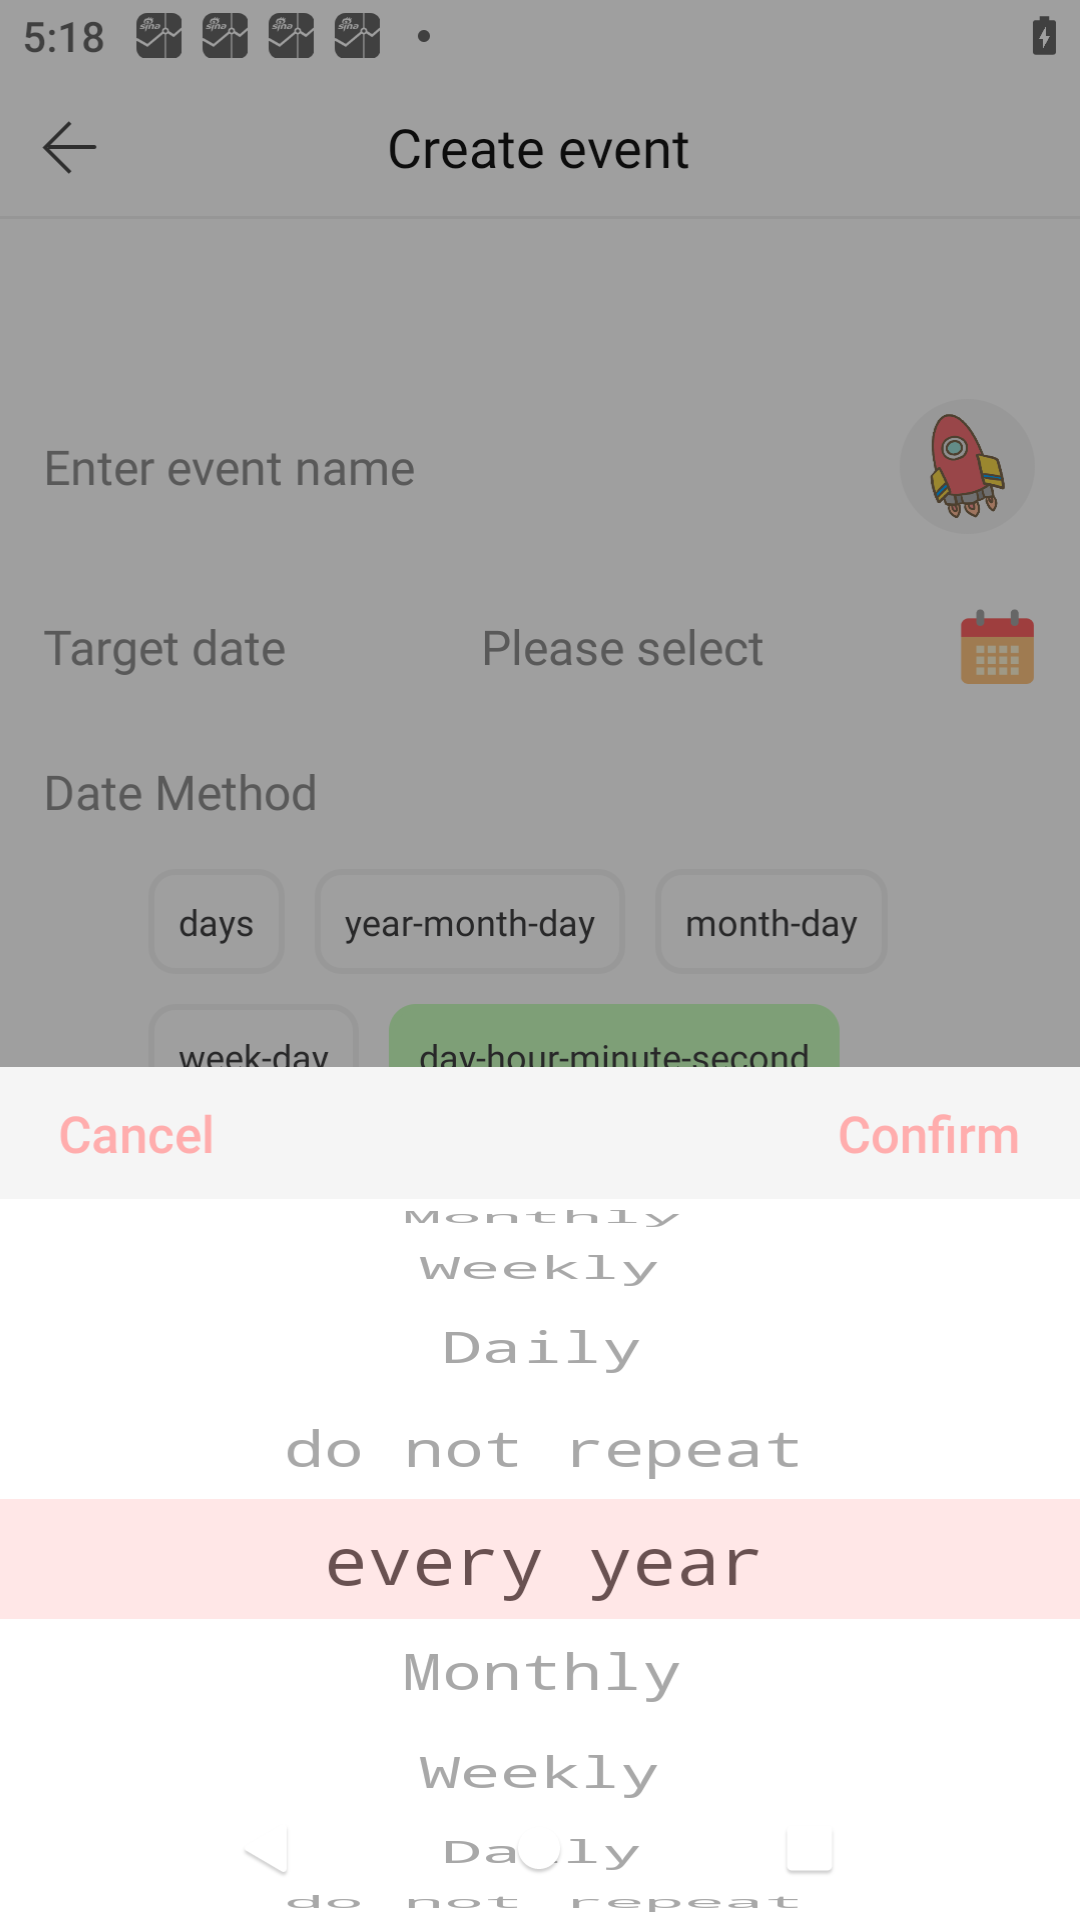 5:18
Create event
Enter event name
Target date Please select
Date Method
days year-month-day month-day
week-day day-hour-minute-second
Cancel Confirm
Monthly
Weekly
Daily
do not repeat
every year
Monthly
Weekly
Daily
do not repeat